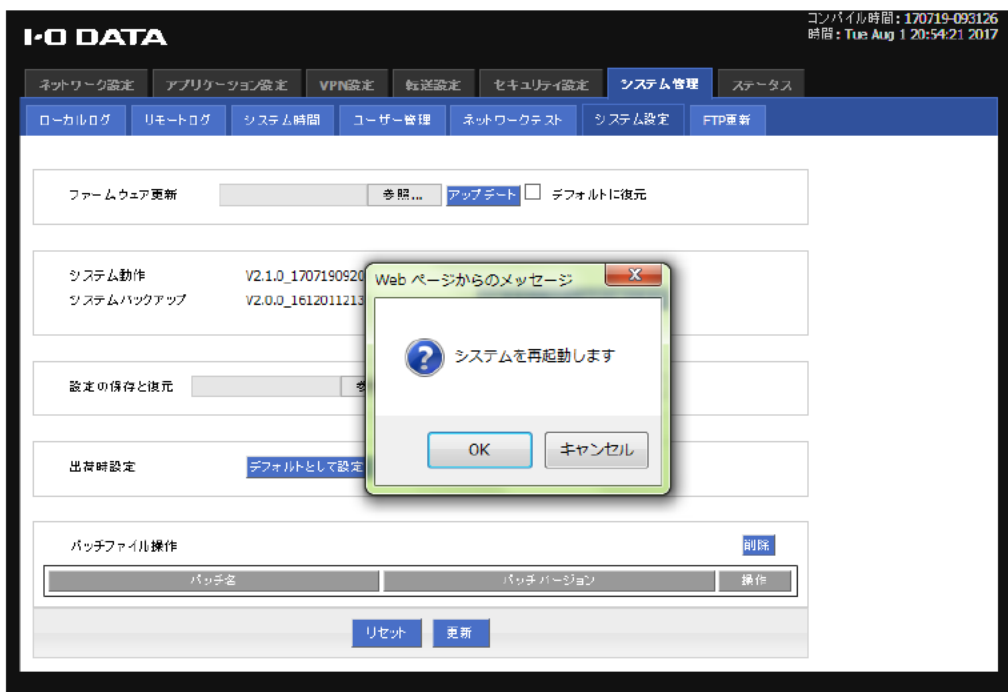 コンパイル時間: 170719-093126
時間: Tue Aug 1 20:54:21 2017
I-O DATA
ネットワーク設定 アプリケーション設定 VPN設定 転送設定 セキュリティ設定 システム管理 ステータス
ローカルログ リモートログ システム時間 ユーザー管理 ネットワークテスト システム設定 FTP更新
ファームウェア更新 参照... アップデート デフォルトに復元
システム動作 V2.1.0_1707190920
システムバックアップ V2.0.0_1612011213
Web ページからのメッセージ
システムを再起動します
OK キャンセル
設定の保存と復元
出荷時設定 デフォルトとして設定
パッチファイル操作 削除
パッチ名 パッチバージョン 操作
リセット 更新